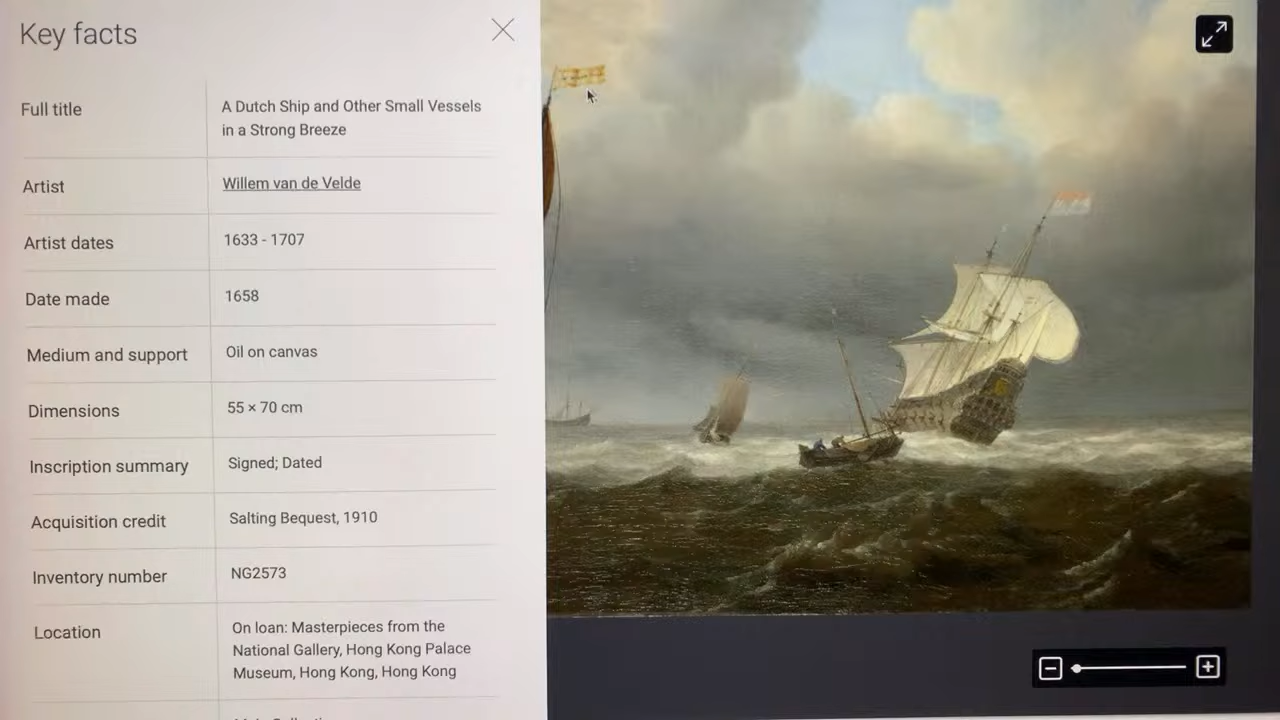 Key facts
Full title
A Dutch Ship and Other Small Vessels
in a Strong Breeze
Artist
Willem van de Velde
Artist dates
1633 - 1707
Date made
1658
Medium and support
Oil on canvas
Dimensions
55 × 70 cm
Inscription summary
Signed; Dated
Acquisition credit
Salting Bequest, 1910
Inventory number
NG2573
Location
On loan: Masterpieces from the
National Gallery, Hong Kong Palace
Museum, Hong Kong, Hong Kong